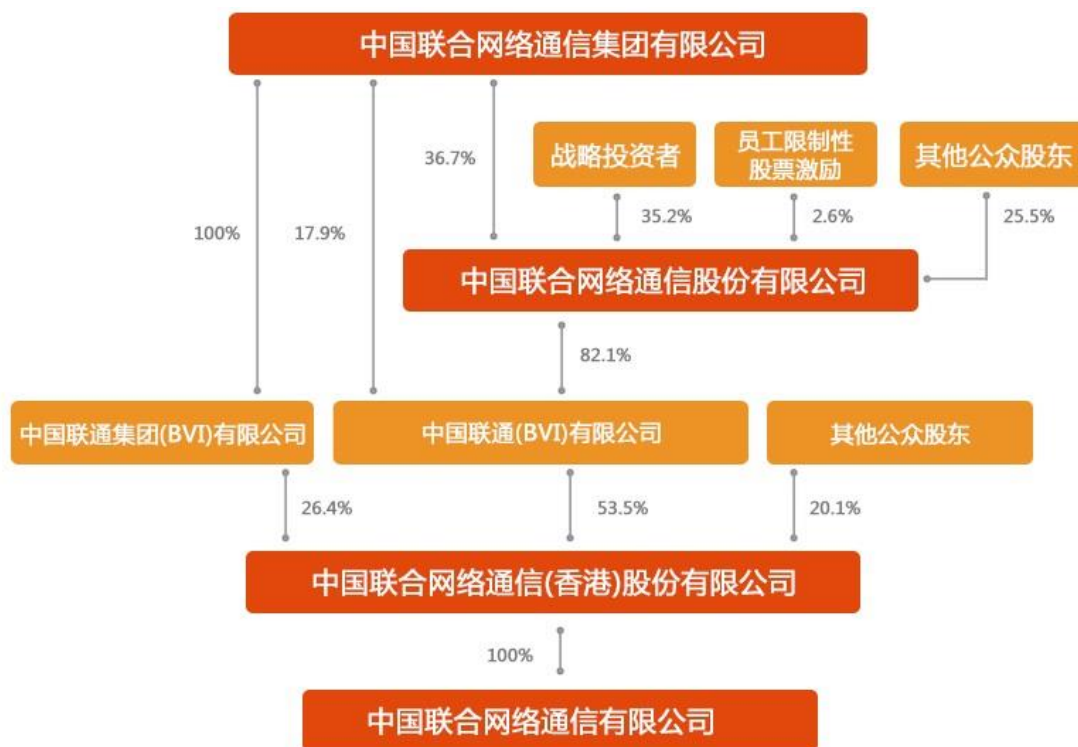 中国联合网络通信集团有限公司
战略投资者
员工限制性
股票激励
其他公众股东
36.7%
35.2%
2.6%
25.5%
100%
17.9%
中国联合网络通信股份有限公司
82.1%
中国联通集团(BVI)有限公司
中国联通(BVI)有限公司
其他公众股东
26.4%
53.5%
20.1%
中国联合网络通信(香港)股份有限公司
100%
中国联合网络通信有限公司